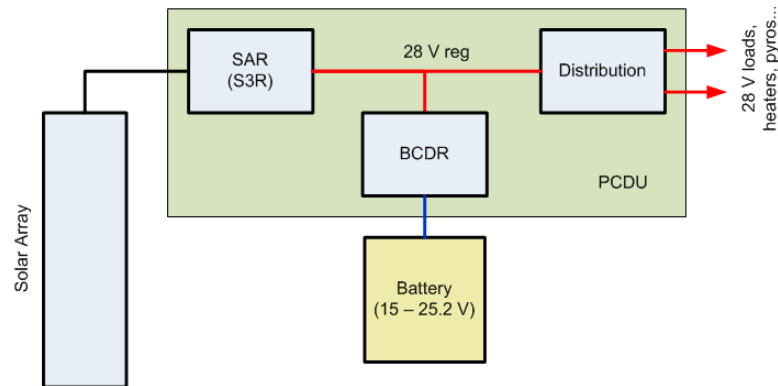 SAR
(S3R)
28 V reg
Distribution
28 V loads,
heaters, pyros...
BCDR
PCDU
Solar Array
Battery
(15 – 25.2 V)